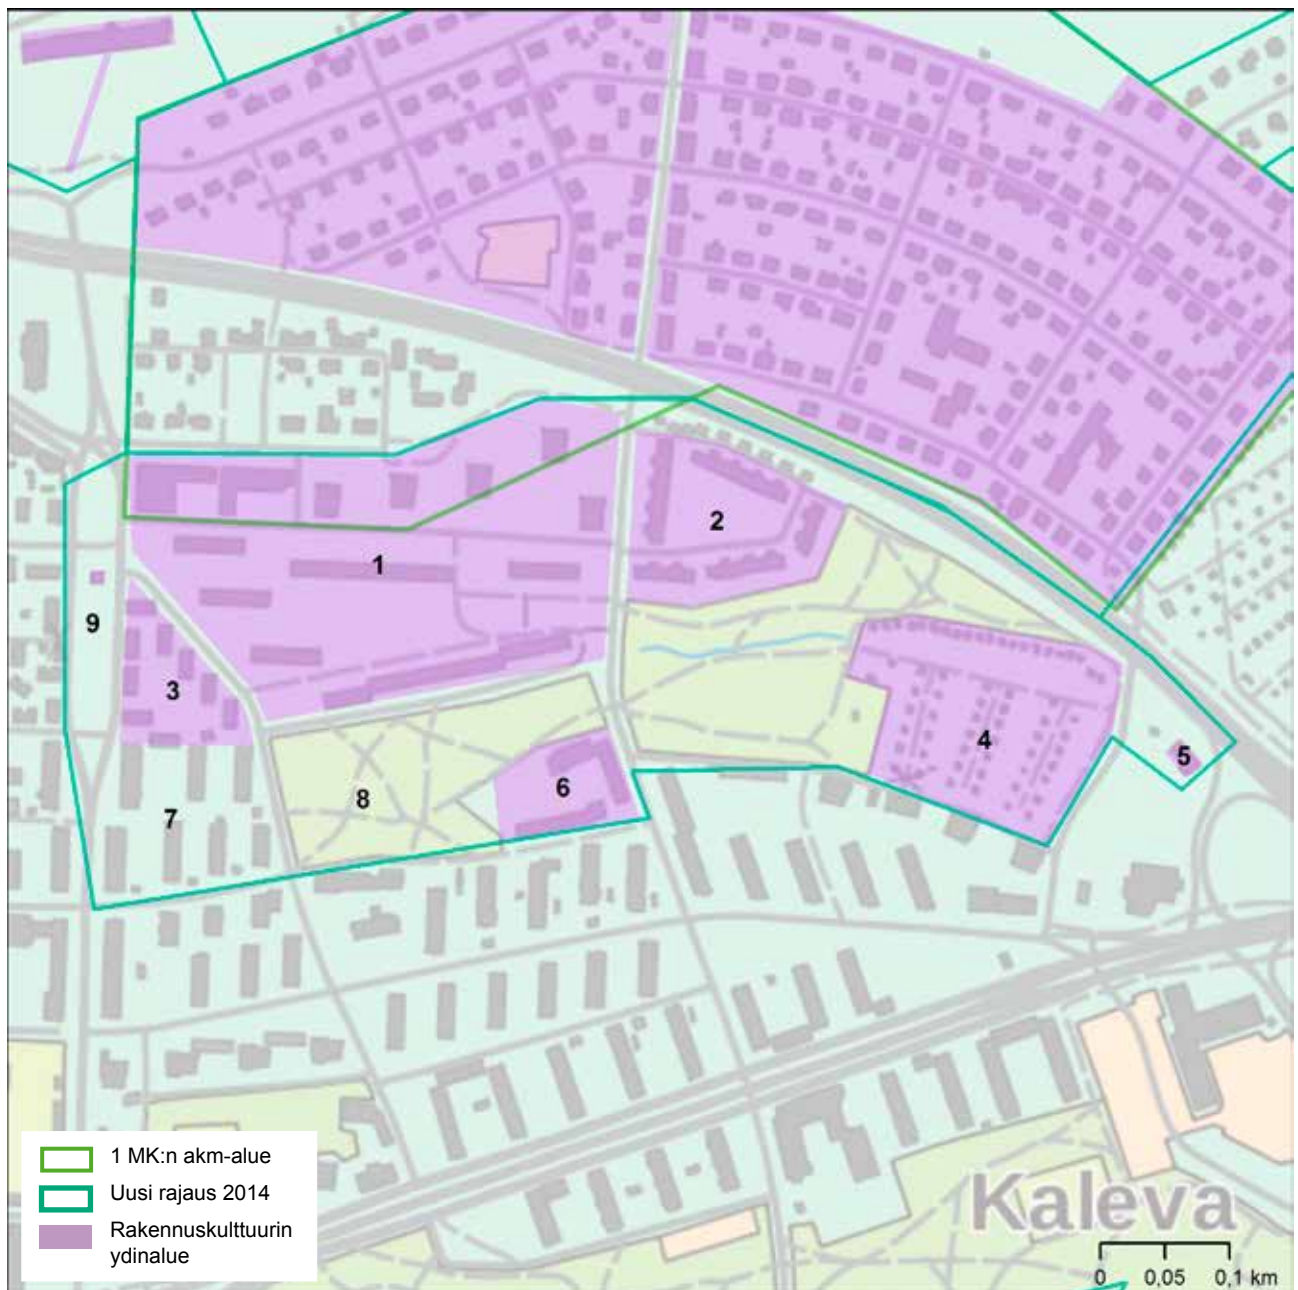 2
1
9
3
4
5
6
8
7
1 MK:n akm-alue
Uusi rajaus 2014
Rakennuskulttuurin
ydinalue
Kaleva
0 0,05 0,1 km